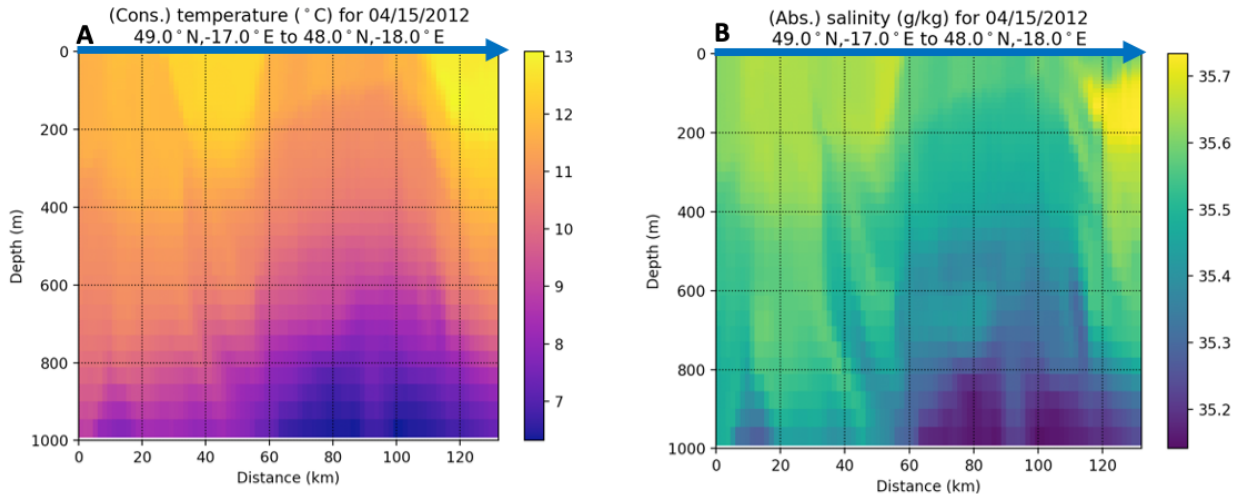 (Cons.) temperature (°C) for 04/15/2012
A 49.0°N,-17.0°E to 48.0°N,-18.0°E
0
200
400
600
800
1000
Depth (m)
0 20 40 60 80 100 120
Distance (km)
13
12
11
10
9
8
7
(Abs.) salinity (g/kg) for 04/15/2012
B 49.0°N,-17.0°E to 48.0°N,-18.0°E
0
200
400
600
800
1000
Depth (m)
0 20 40 60 80 100 120
Distance (km)
35.7
35.6
35.5
35.4
35.3
35.2